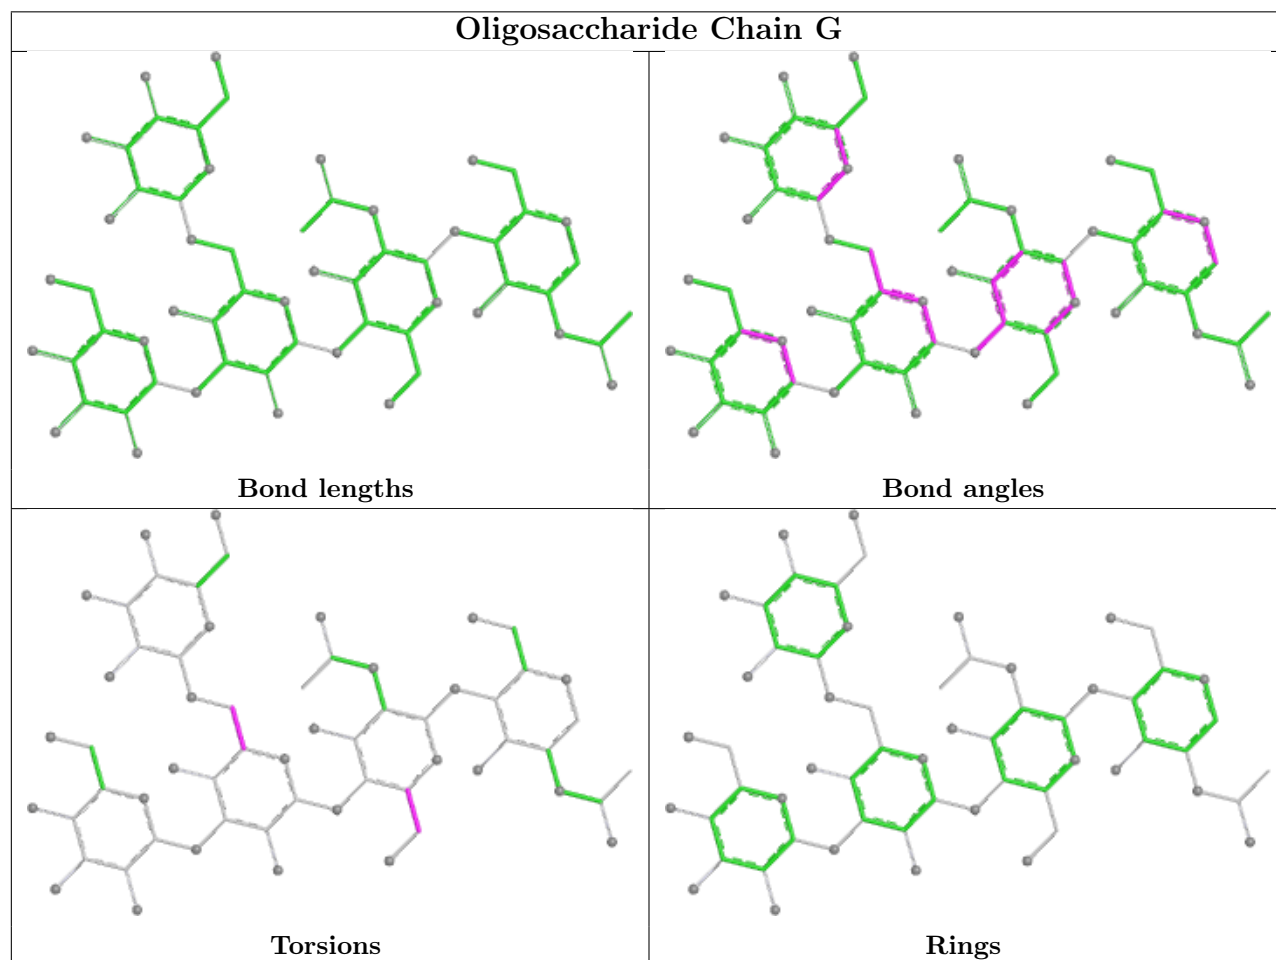 Oligosaccharide Chain G
Bond lengths
Bond angles
Torsions
Rings